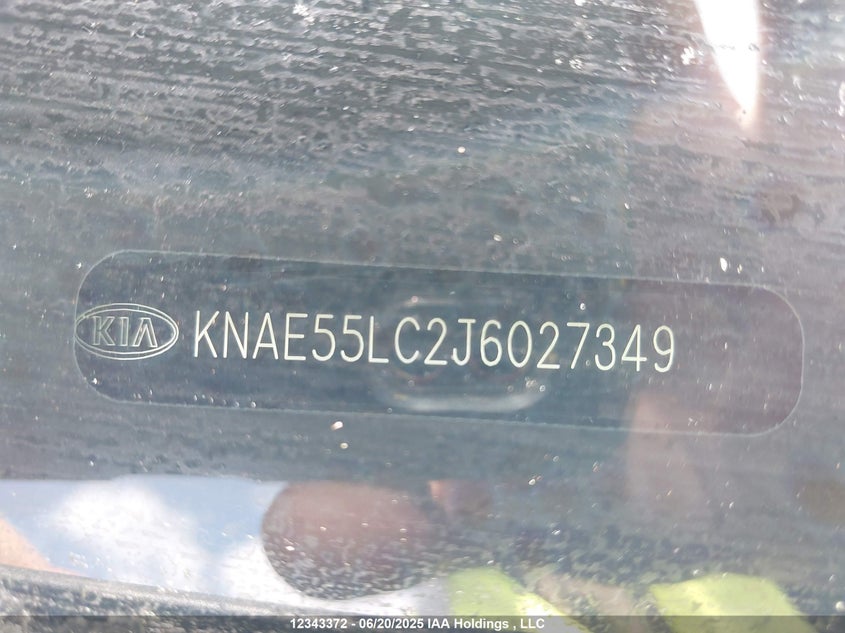 KIA KNAE55LC2J6027349
12343372 - 06/20/2025 IAA Holdings , LLC